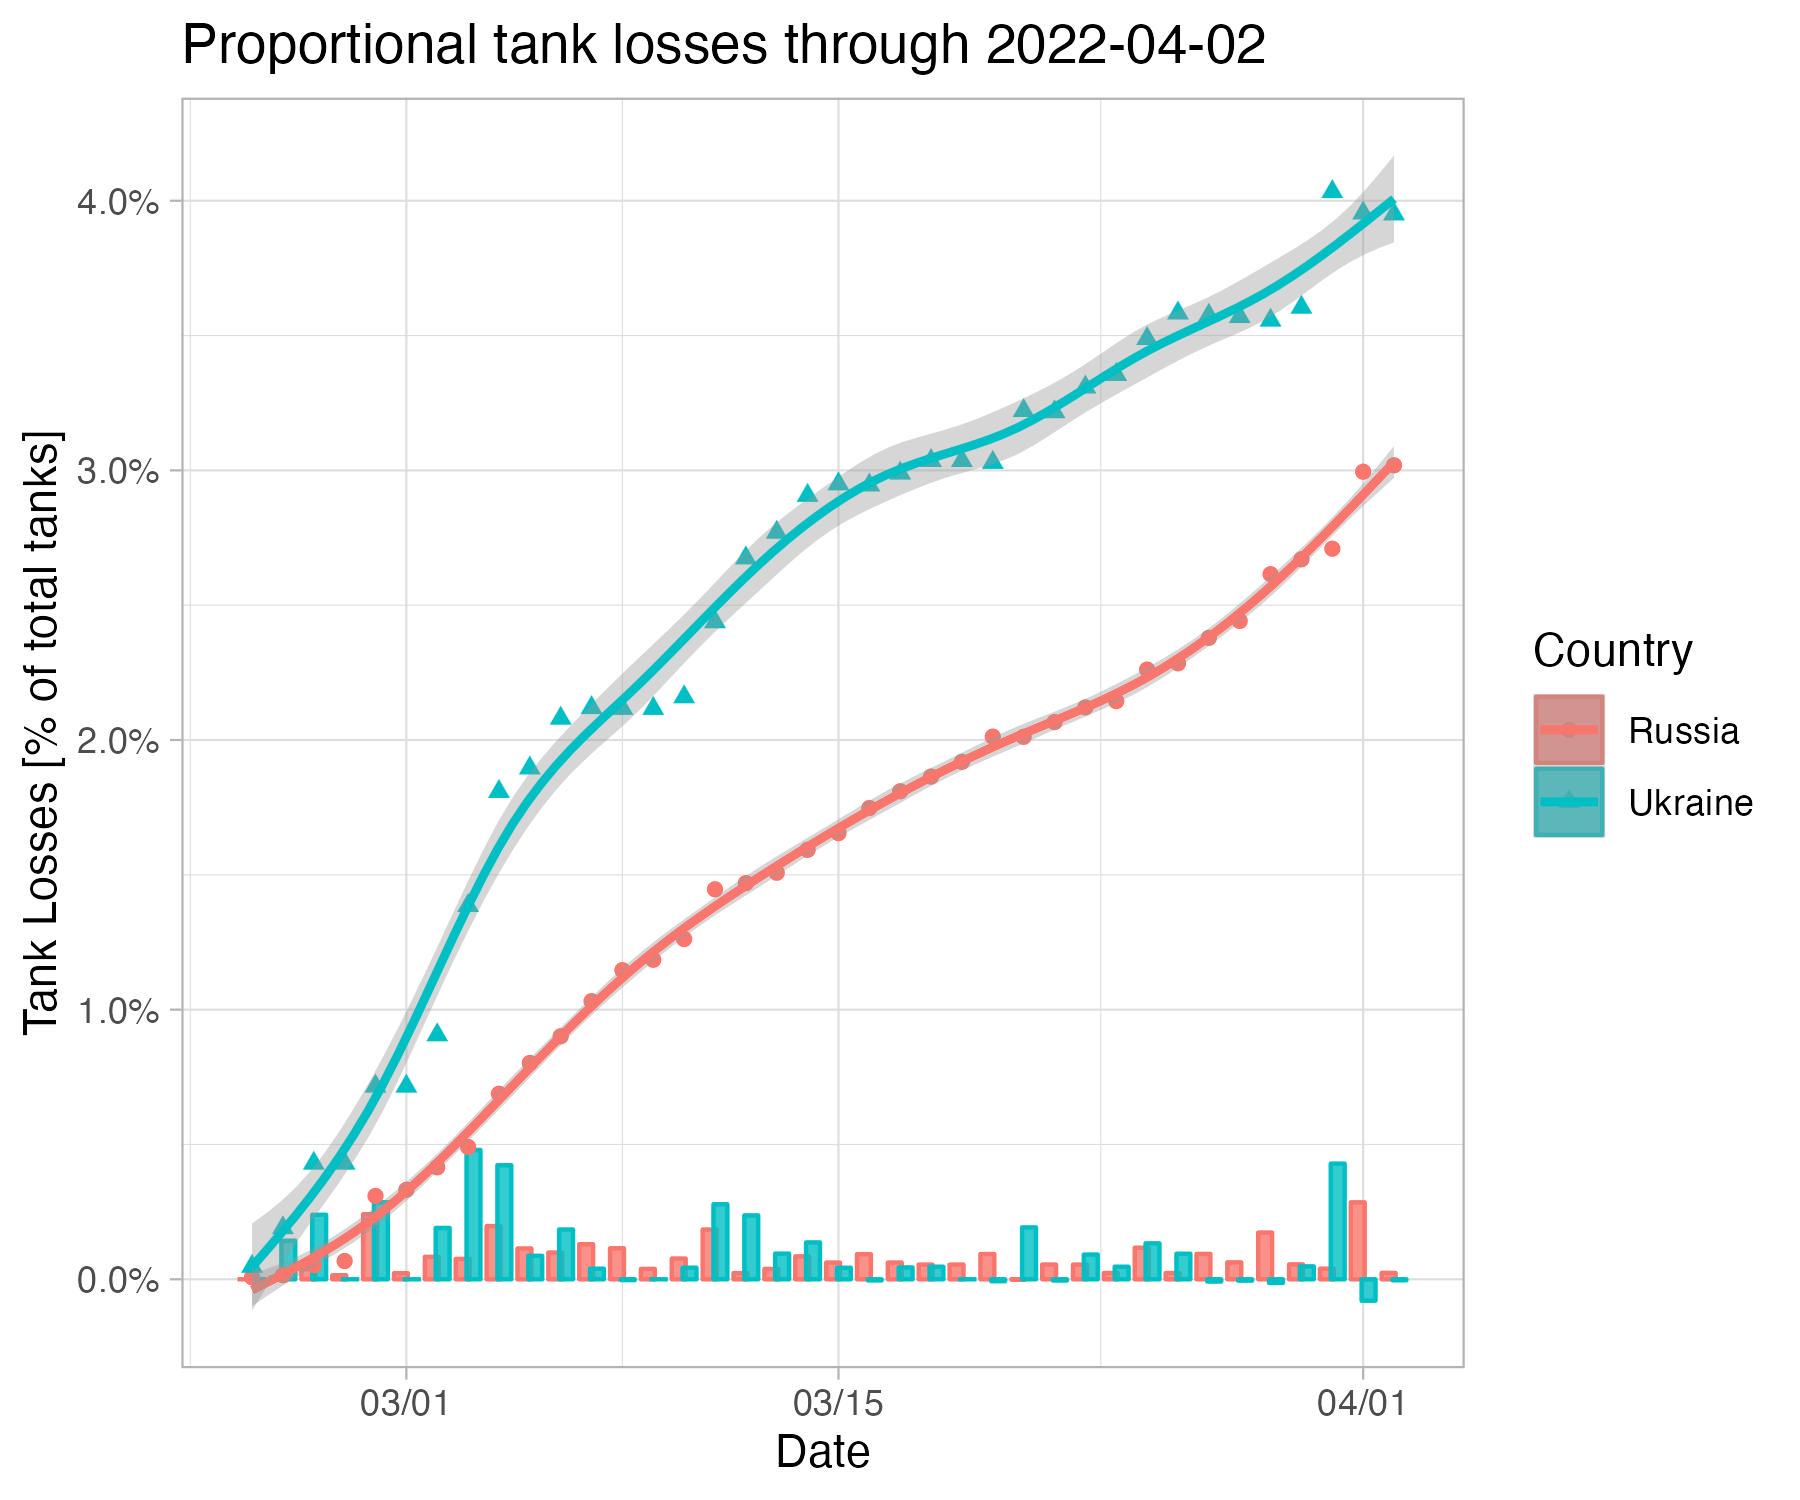 Proportional tank losses through 2022-04-02
Tank Losses [% of total tanks]
4.0%
3.0%
2.0%
1.0%
0.0%
03/01
03/15
04/01
Date
Country
Russia
Ukraine